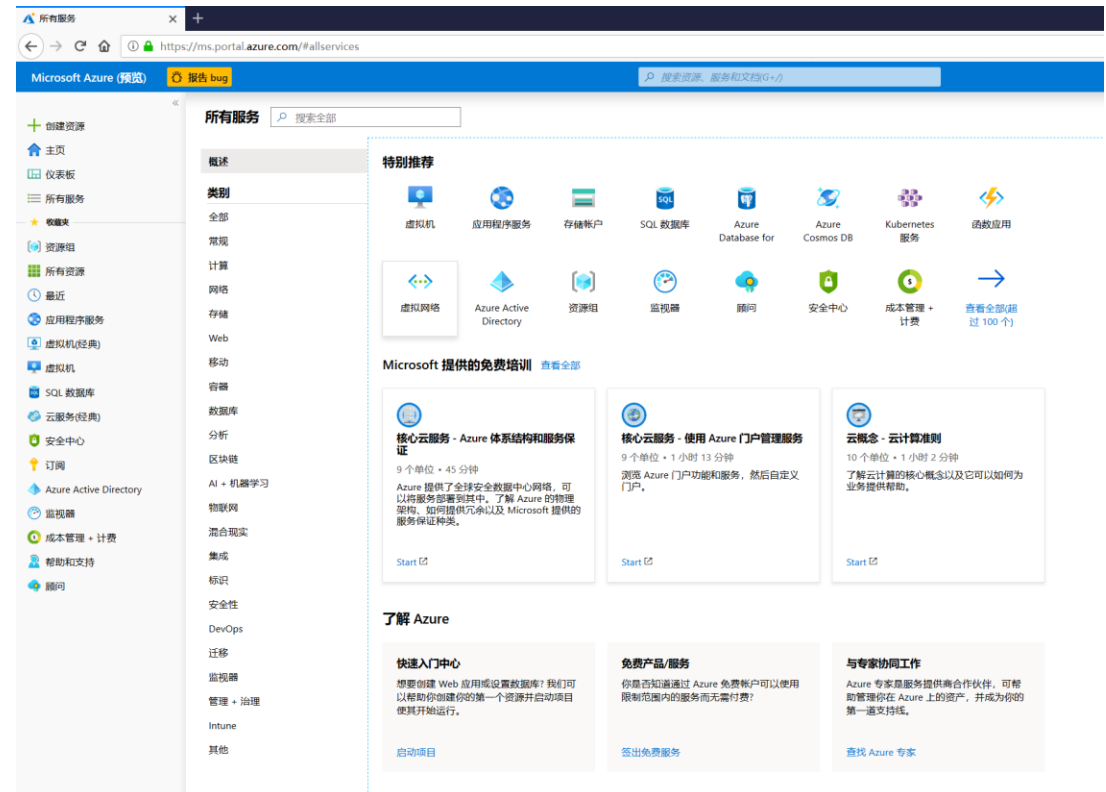 所有服务
https://ms.portal.azure.com/#allservices
Microsoft Azure (预览)
报告 bug
搜索资源、服务和文档(G+/)
«
创建资源
主页
仪表板
所有服务
收藏夹
资源组
所有资源
最近
应用程序服务
虚拟机(经典)
虚拟机
SQL 数据库
云服务(经典)
安全中心
订阅
Azure Active Directory
监视器
成本管理 + 计费
帮助和支持
顾问
所有服务
搜索全部
概述
类别
全部
常规
计算
网络
存储
Web
移动
容器
数据库
分析
区块链
AI + 机器学习
物联网
混合现实
集成
标识
安全性
DevOps
迁移
监视器
管理 + 治理
Intune
其他
特别推荐
虚拟机
应用程序服务
存储帐户
SQL
SQL 数据库
Azure
Database for
Azure
Cosmos DB
Kubernetes
服务
函数应用
虚拟网络
Azure Active
Directory
资源组
监视器
顾问
安全中心
成本管理 +
计费
查看全部(超
过 100 个)
Microsoft 提供的免费培训 查看全部
核心云服务 - Azure 体系结构和服务保
证
9 个单位 • 45 分钟
Azure 提供了全球安全数据中心网络，可
以将服务部署到其中。了解 Azure 的物理
架构、如何提供冗余以及 Microsoft 提供的
服务保证种类。
Start
核心云服务 - 使用 Azure 门户管理服务
9 个单位 • 1 小时 13 分钟
浏览 Azure 门户功能和服务，然后自定义
门户。
Start
云概念 - 云计算准则
10 个单位 • 1 小时 2 分钟
了解云计算的核心概念以及它可以如何为
业务提供帮助。
Start
了解 Azure
快速入门中心
想要创建 Web 应用或设置数据库? 我们可
以帮助你创建你的第一个资源并启动项目
使其开始运行。
启动项目
免费产品/服务
你是否知道通过 Azure 免费帐户可以使用
限制范围内的服务而无需付费?
签出免费服务
与专家协同工作
Azure 专家是服务提供商合作伙伴，可帮
助管理你在 Azure 上的资产，并成为你的
第一道支持线。
查找 Azure 专家